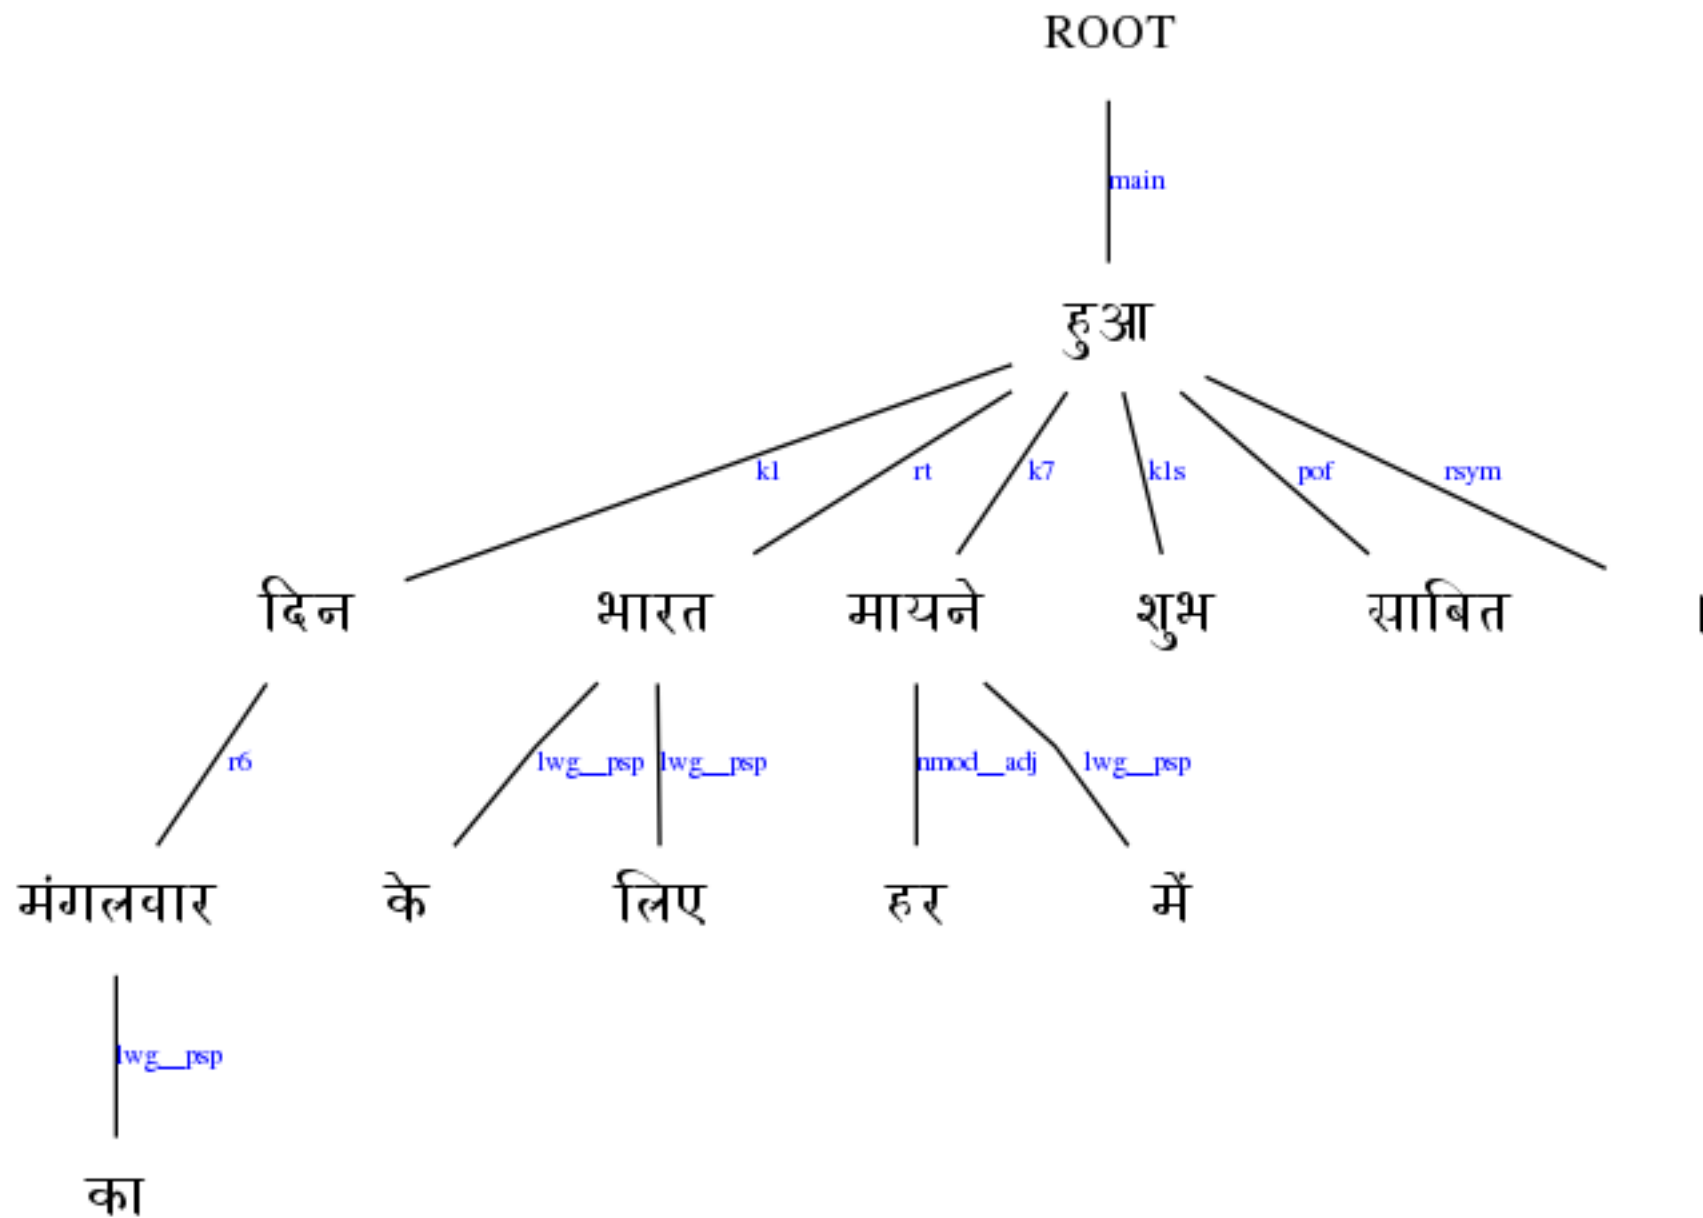 ROOT
main
हुआ
k1 rt k7 k1s pof rsym
दिन भारत मायने शुभ साबित ।
r6 lwg__psp lwg__psp nmod__adj lwg__psp
मंगलवार के लिए हर में
lwg__psp
का